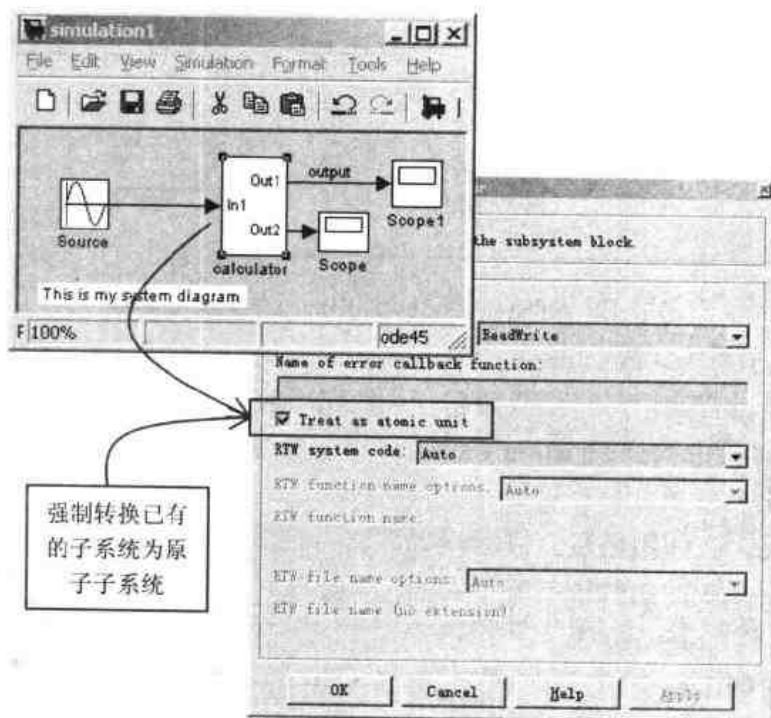 simulation1
File Edit View Simulation Format Tools Help
Source
In1
Out1
Out2
calculator
output
Scope1
Scope
This is my system diagram
F 100%
ode45
the subsystem block.
ReadWrite
Name of error callback function:
Treat as atomic unit
RTW system code: Auto
RTW function name options: Auto
RTW function name
RTW file name options: Auto
RTW file name (no extension)
OK Cancel Help Apply
强制转换已有
的子系统为原
子子系统